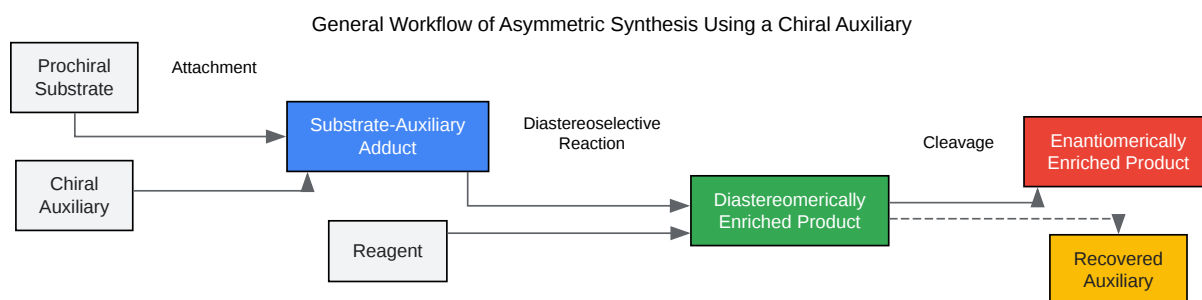 General Workflow of Asymmetric Synthesis Using a Chiral Auxiliary
Prochiral
Substrate
Attachment
Chiral
Auxiliary
Substrate-Auxiliary
Adduct
Diastereoselective
Reaction
Reagent
Diastereomerically
Enriched Product
Cleavage
Enantiomerically
Enriched Product
Recovered
Auxiliary